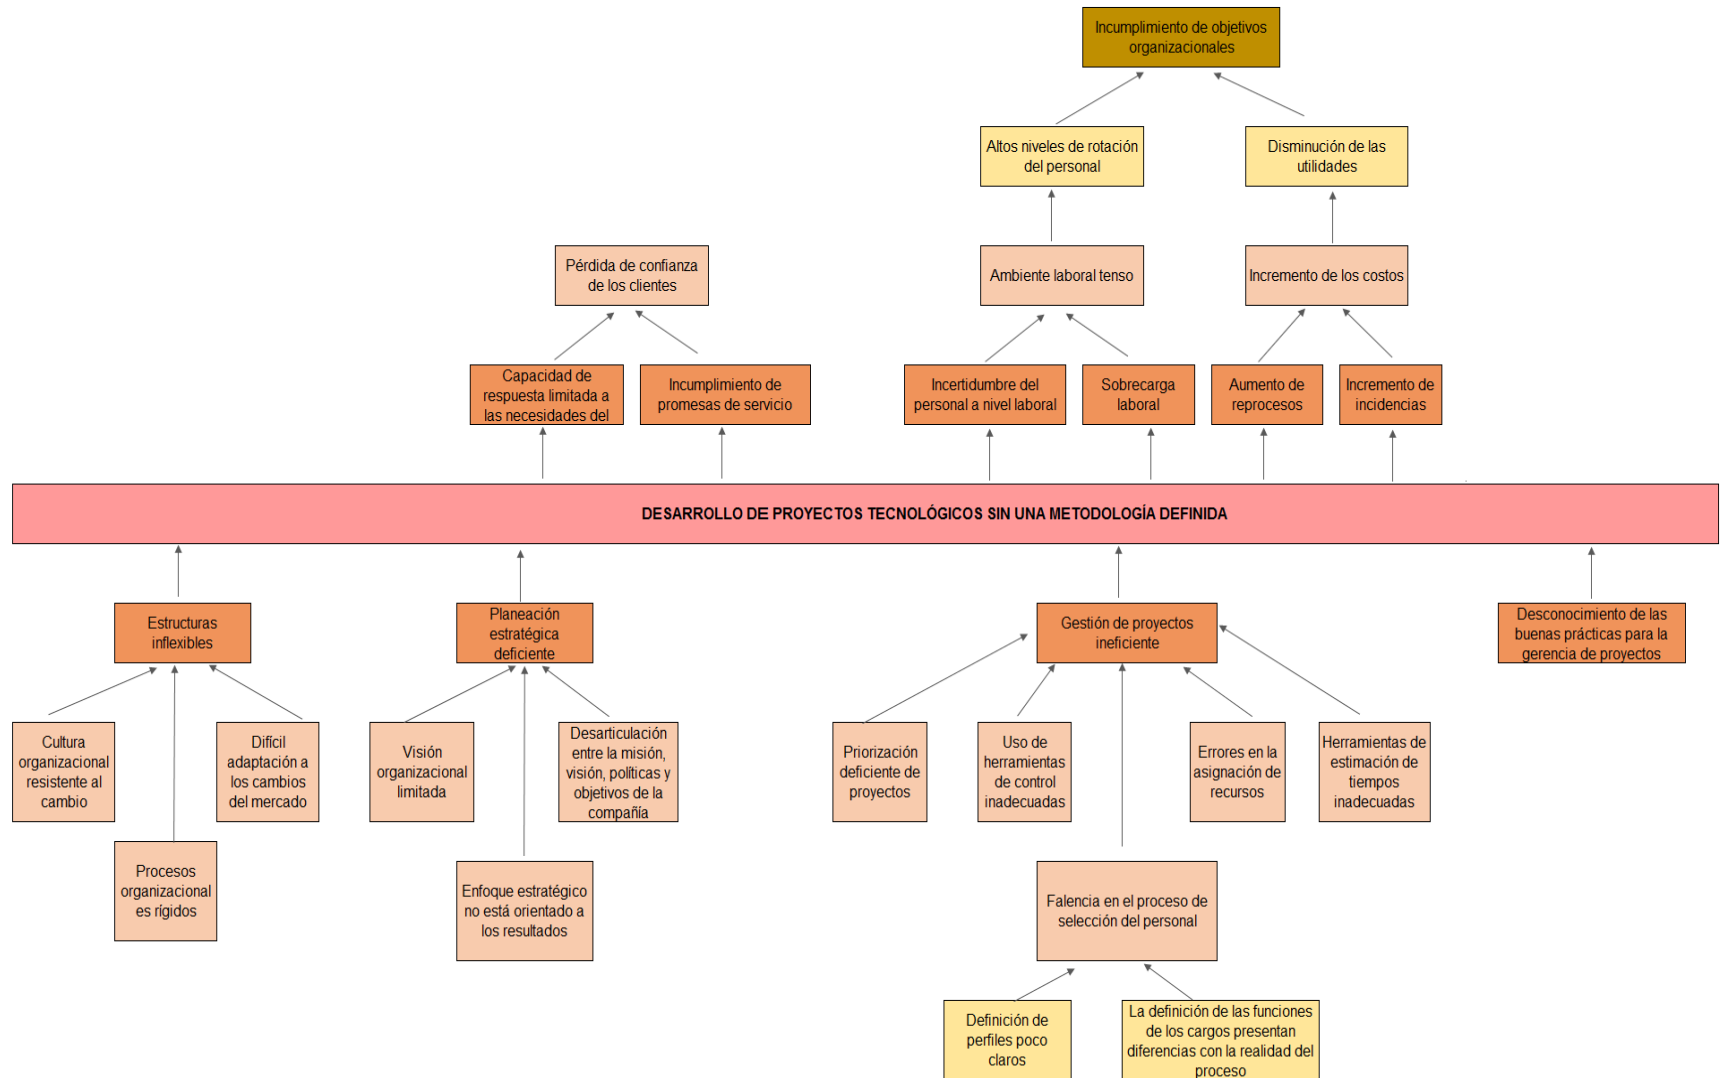 Incumplimiento de objetivos
organizacionales
Altos niveles de rotación
del personal
Disminución de las
utilidades
Pérdida de confianza
de los clientes
Ambiente laboral tenso
Incremento de los costos
Capacidad de
respuesta limitada a
las necesidades del
Incumplimiento de
promesas de servicio
Incertidumbre del
personal a nivel laboral
Sobrecarga
laboral
Aumento de
reprocesos
Incremento de
incidencias
DESARROLLO DE PROYECTOS TECNOLÓGICOS SIN UNA METODOLOGÍA DEFINIDA
Estructuras
inflexibles
Planeación
estratégica
deficiente
Gestión de proyectos
ineficiente
Desconocimiento de las
buenas prácticas para la
gerencia de proyectos
Cultura
organizacional
resistente al
cambio
Difícil
adaptación a
los cambios
del mercado
Visión
organizacional
limitada
Desarticulación
entre la misión,
visión, políticas y
objetivos de la
compañía
Priorización
deficiente de
proyectos
Uso de
herramientas
de control
inadecuadas
Errores en la
asignación de
recursos
Herramientas de
estimación de
tiempos
inadecuadas
Procesos
organizacional
es rígidos
Enfoque estratégico
no está orientado a
los resultados
Falencia en el proceso de
selección del personal
Definición de
perfiles poco
claros
La definición de las funciones
de los cargos presentan
diferencias con la realidad del
proceso